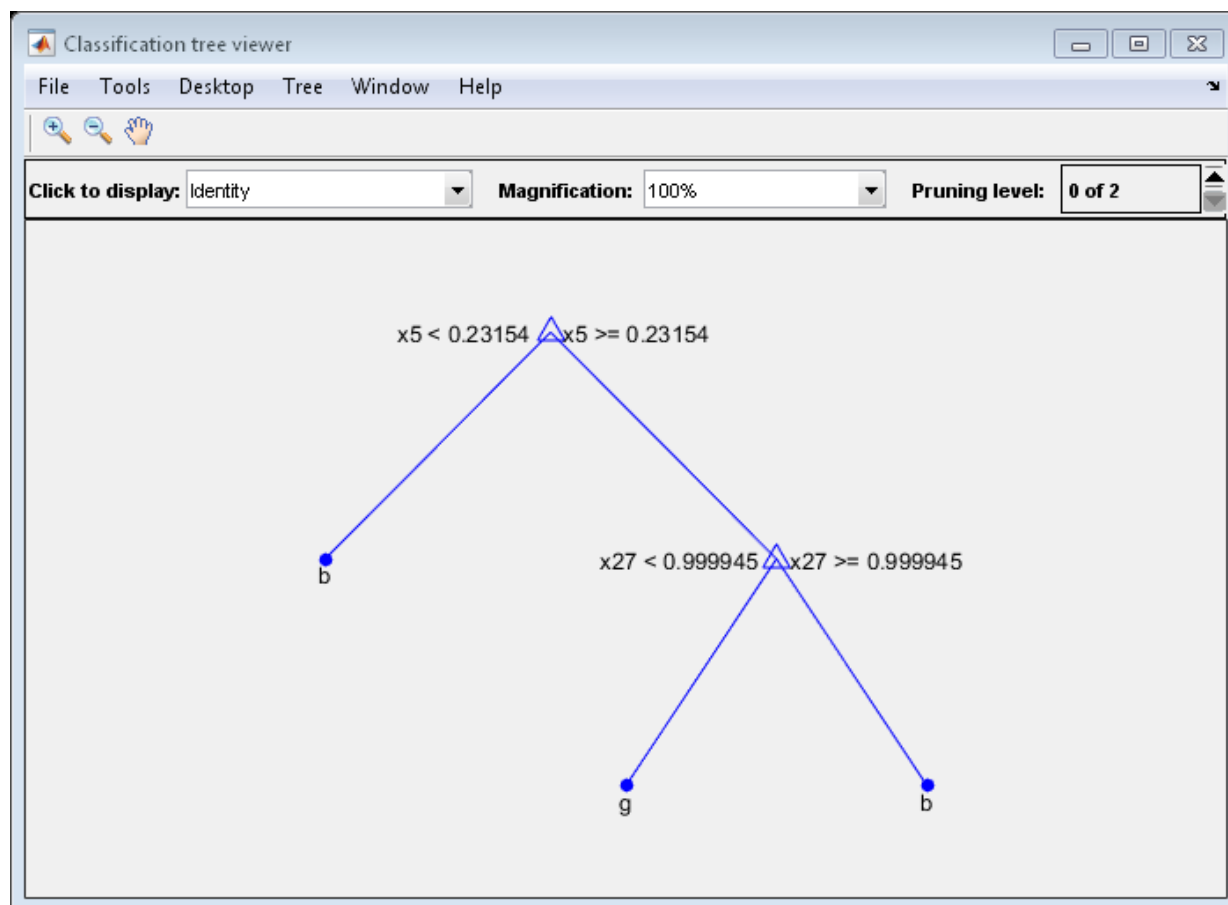 Classification tree viewer
File Tools Desktop Tree Window Help
Click to display: Identity Magnification: 100% Pruning level: 0 of 2
x5 < 0.23154 x5 >= 0.23154
b
x27 < 0.999945 x27 >= 0.999945
g b